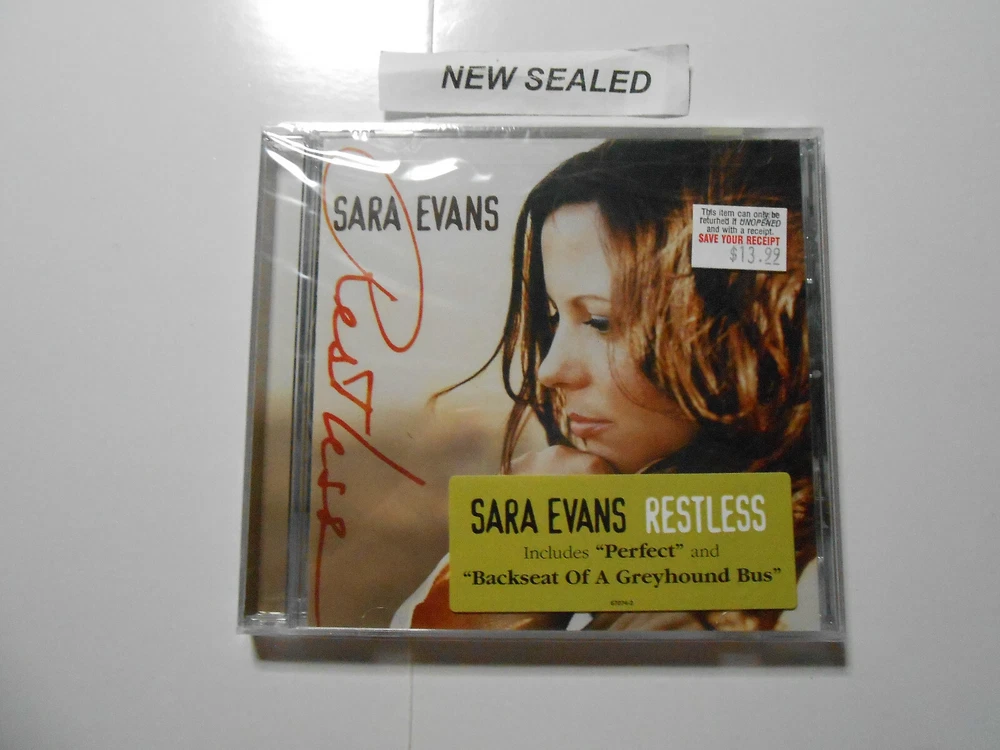 NEW SEALED
SARA EVANS
Restless
This item can only be
returned if UNOPENED
and with a receipt.
SAVE YOUR RECEIPT
$13.99
SARA EVANS RESTLESS
Includes “Perfect” and
“Backseat Of A Greyhound Bus”